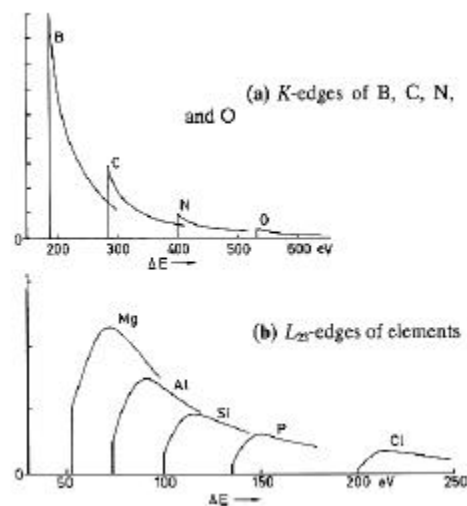 B
(a) K-edges of B, C, N,
and O
C
N
O
0
200 300 400 500 600 eV
ΔE →
Mg
(b) L₂₃-edges of elements
Al
Si
P
Cl
0
50 100 150 200 eV 250
ΔE →